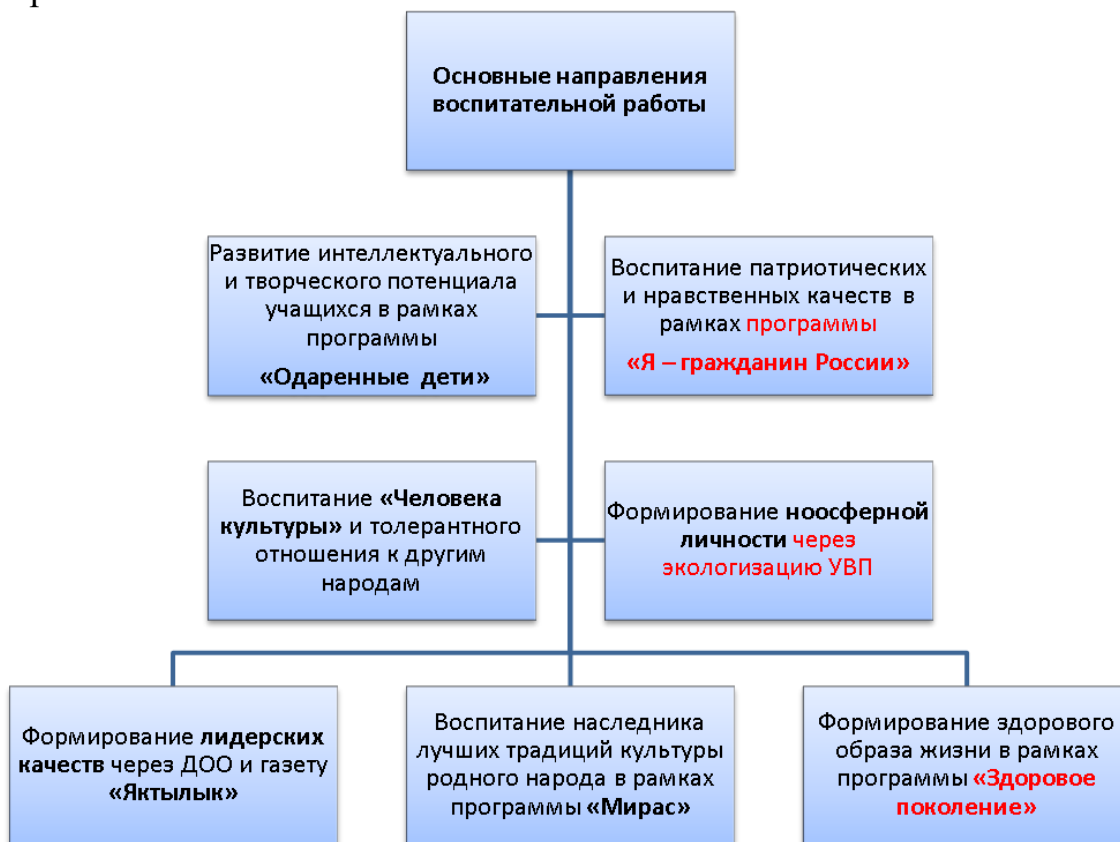 Основные направления
воспитательной работы
Развитие интеллектуального
и творческого потенциала
учащихся в рамках
программы
«Одаренные дети»
Воспитание патриотических
и нравственных качеств в
рамках программы
«Я – гражданин России»
Воспитание «Человека
культуры» и толерантного
отношения к другим
народам
Формирование ноосферной
личности через
экологизацию УВП
Формирование лидерских
качеств через ДОО и газету
«Яктылык»
Воспитание наследника
лучших традиций культуры
родного народа в рамках
программы «Мирас»
Формирование здорового
образа жизни в рамках
программы «Здоровое
поколение»